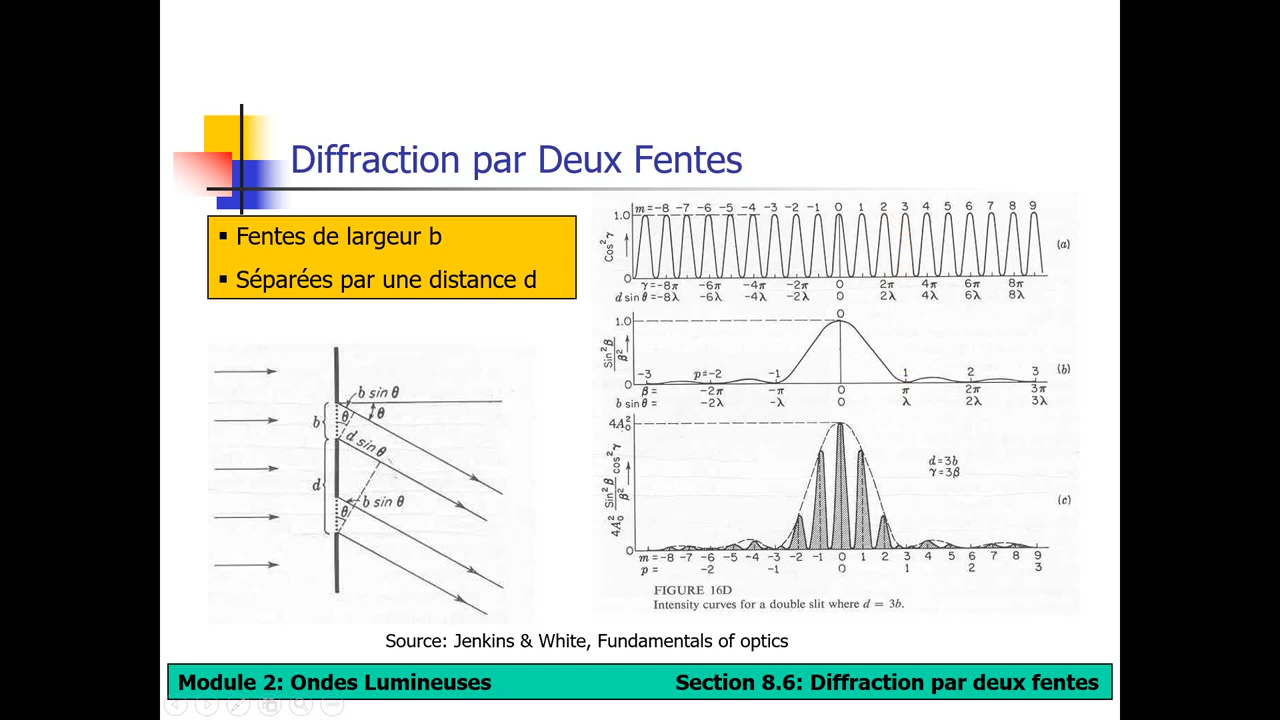 Diffraction par Deux Fentes
▪ Fentes de largeur b
▪ Séparées par une distance d
b sin θ
θ
θ
b
d sin θ
d
b sin θ
θ
m=-8 -7 -6 -5 -4 -3 -2 -1 0 1 2 3 4 5 6 7 8 9
1.0
Cos²γ
(a)
0
γ=-8π -6π -4π -2π 0 2π 4π 6π 8π
d sin θ=-8λ -6λ -4λ -2λ 0 2λ 4λ 6λ 8λ
0
1.0
Sin²β
β²
(b)
-3 p=-2 -1 1 2 3
0
β= -2π -π 0 π 2π 3π
b sin θ= -2λ -λ 0 λ 2λ 3λ
4A₀²
4A₀² Sin²β/β² cos²γ
d=3b
γ=3β
(c)
0
m=-8 -7 -6 -5 -4 -3 -2 -1 0 1 2 3 4 5 6 7 8 9
p= -2 -1 0 1 2 3
FIGURE 16D
Intensity curves for a double slit where d = 3b.
Source: Jenkins & White, Fundamentals of optics
Module 2: Ondes Lumineuses Section 8.6: Diffraction par deux fentes